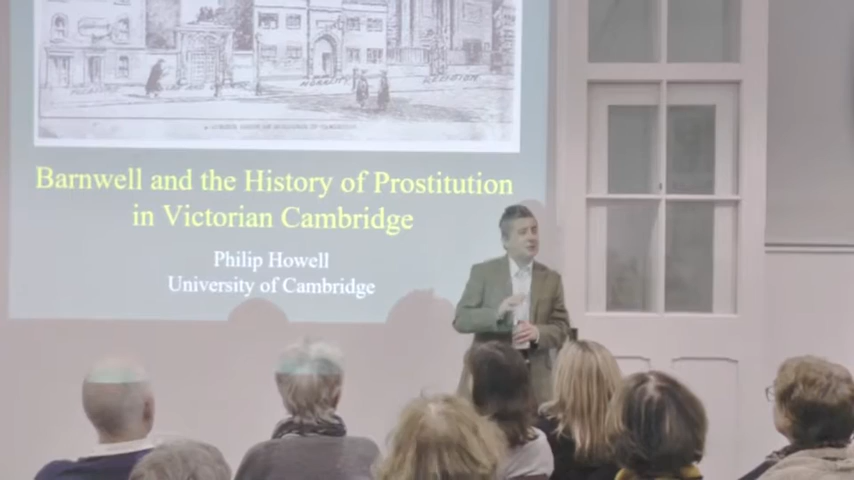 Barnwell and the History of Prostitution
in Victorian Cambridge
Philip Howell
University of Cambridge